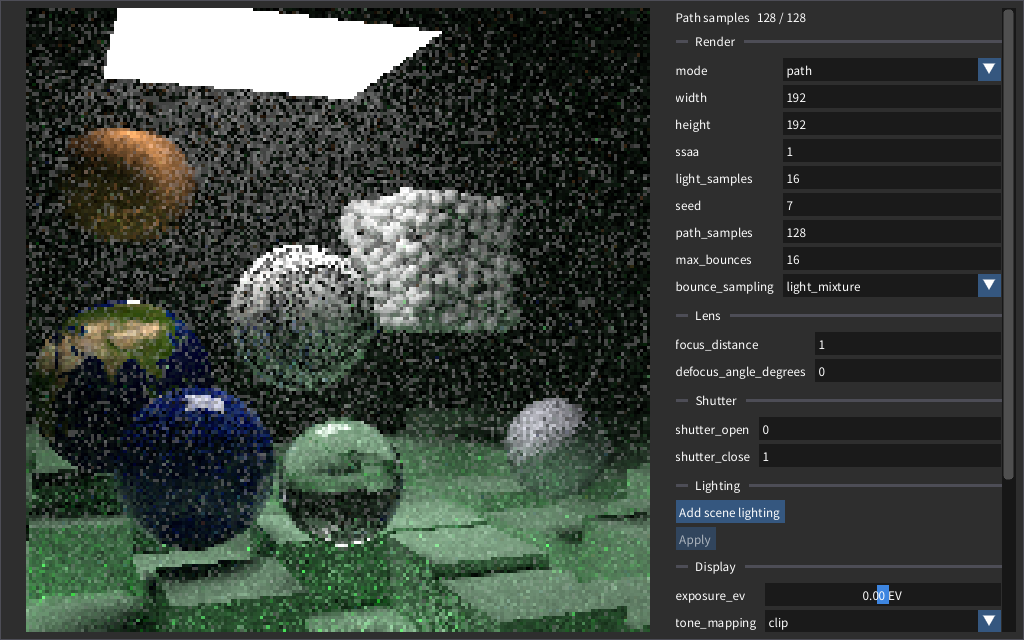 Path samples 128 / 128
Render
mode path
width 192
height 192
ssaa 1
light_samples 16
seed 7
path_samples 128
max_bounces 16
bounce_sampling light_mixture
Lens
focus_distance 1
defocus_angle_degrees 0
Shutter
shutter_open 0
shutter_close 1
Lighting
Add scene lighting
Apply
Display
exposure_ev 0.00 EV
tone_mapping clip